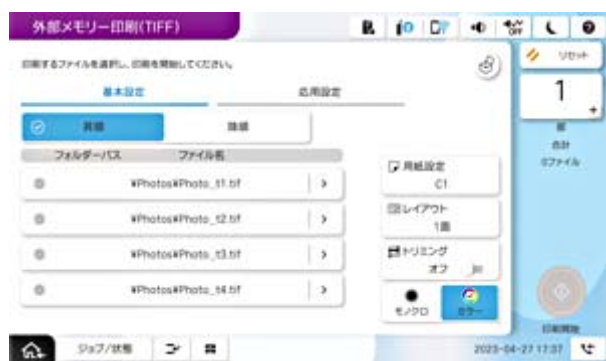 外部メモリー印刷(TIFF)
OFF
印刷するファイルを選択し、印刷を開始してください。
リセット
基本設定
応用設定
1
+
昇順
降順
部
合計
0ファイル
フォルダーパス
ファイル名
¥Photos¥Photo_t1.tif
¥Photos¥Photo_t2.tif
¥Photos¥Photo_t3.tif
¥Photos¥Photo_t4.tif
用紙設定
C1
レイアウト
1面
トリミング
オフ
モノクロ
カラー
印刷開始
ジョブ/状態
2023-04-27 17:37